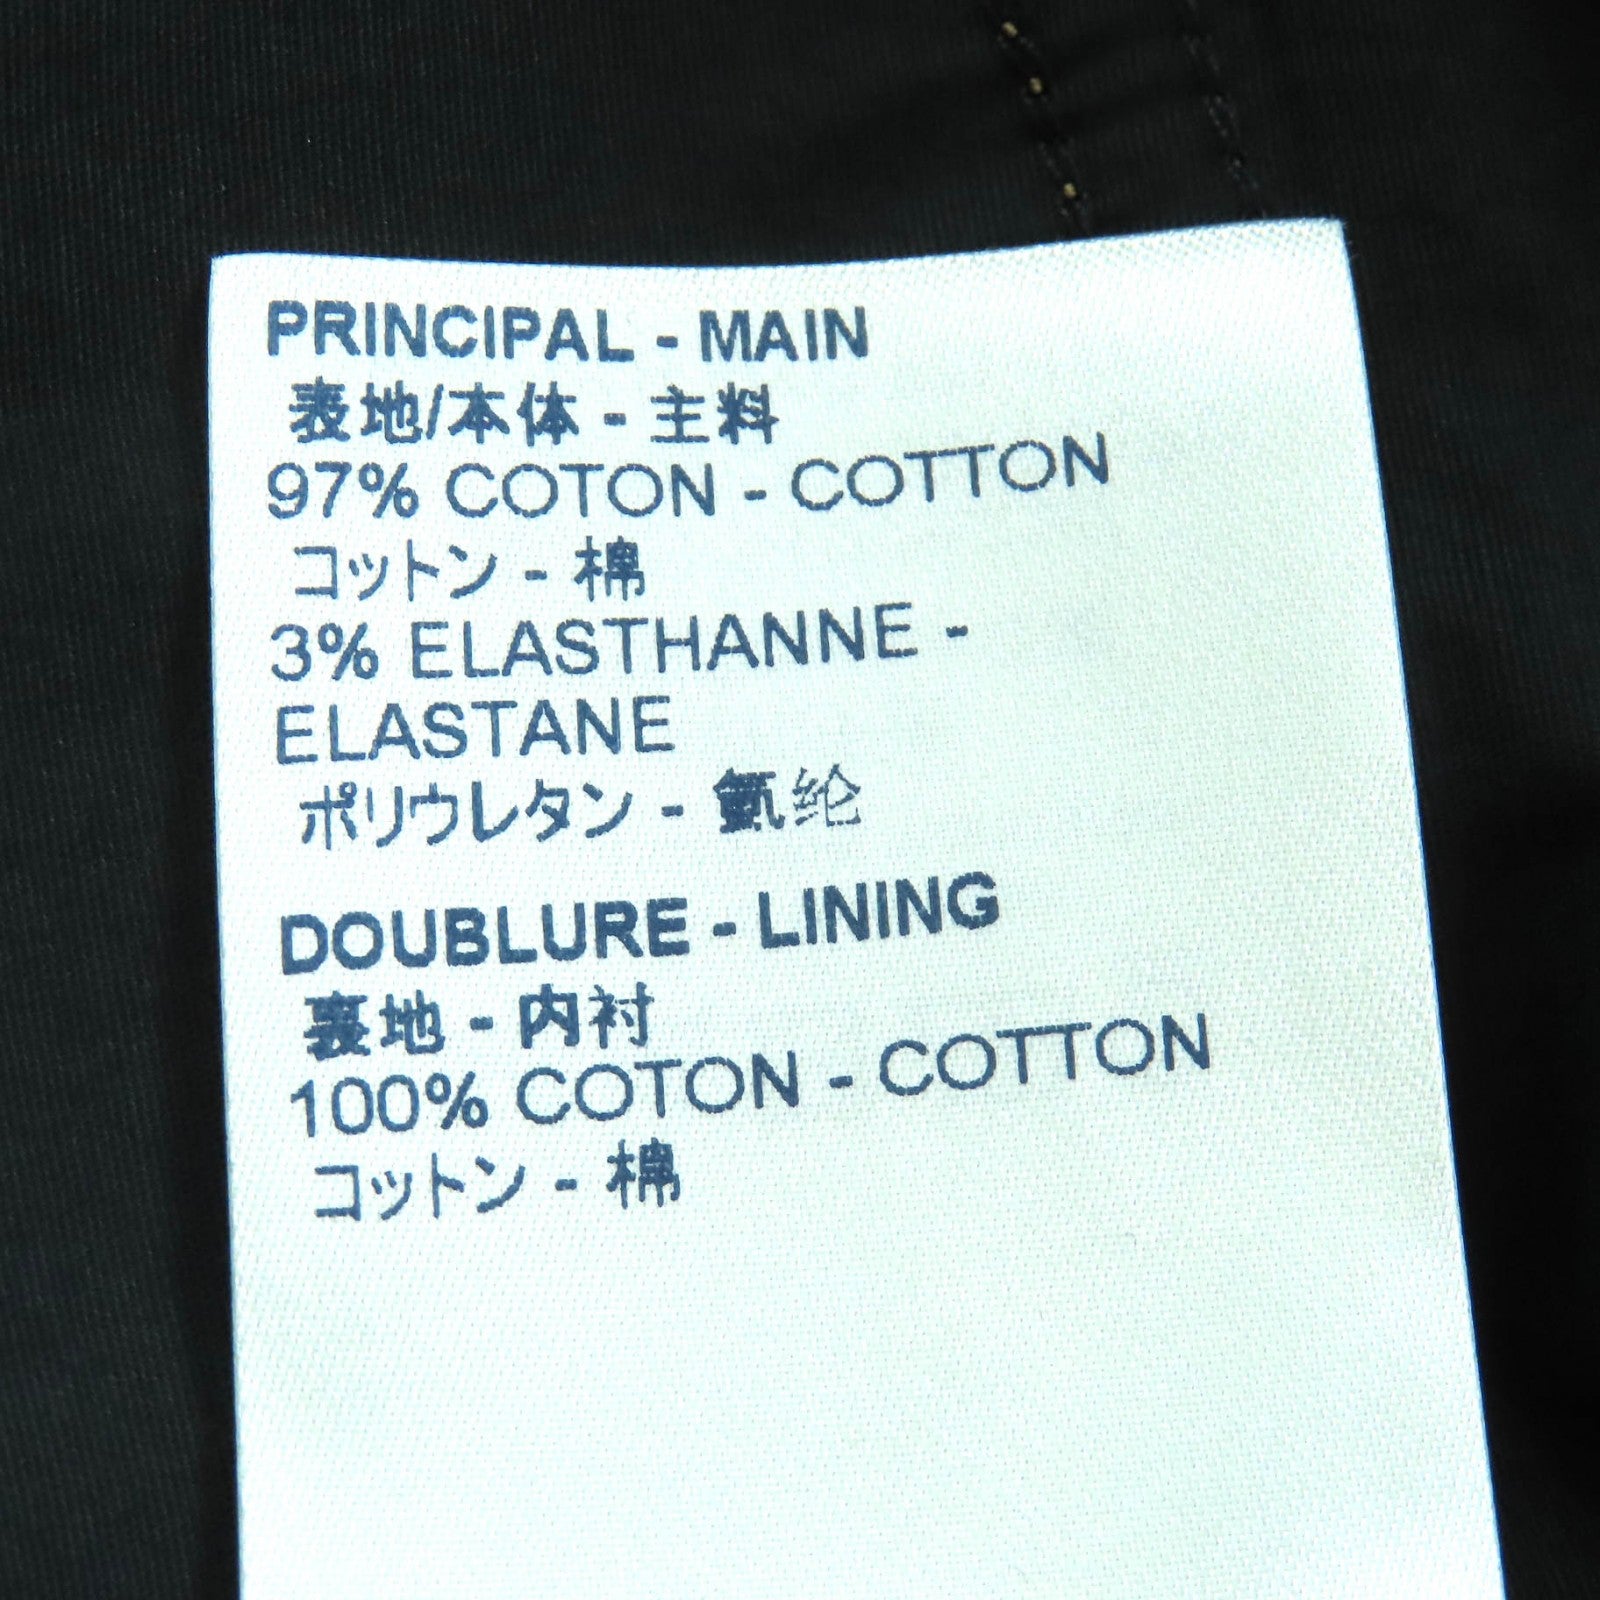 PRINCIPAL - MAIN
表地/本体 - 主料
97% COTON - COTTON
コットン - 棉
3% ELASTHANNE -
ELASTANE
ポリウレタン - 氨纶
DOUBLURE - LINING
裏地 - 内衬
100% COTON - COTTON
コットン - 棉